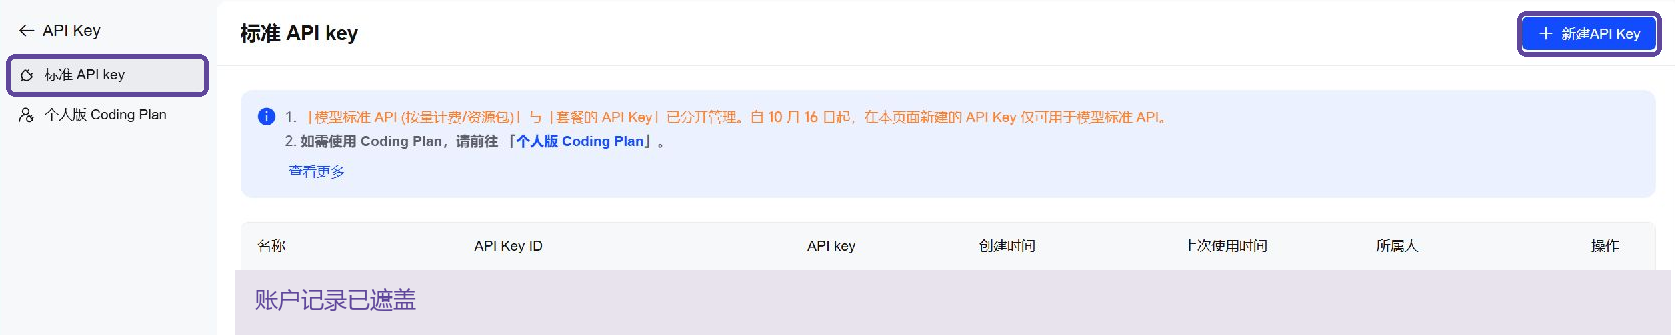 ← API Key
标准 API key
个人版 Coding Plan
标准 API key
+ 新建API Key
1. 「模型标准 API (按量计费/资源包)」与「套餐的 API Key」已分开管理。自 10 月 16 日起，在本页面新建的 API Key 仅可用于模型标准 API。
2. 如需使用 Coding Plan，请前往「个人版 Coding Plan」。
查看更多
名称 API Key ID API key 创建时间 上次使用时间 所属人 操作
账户记录已遮盖